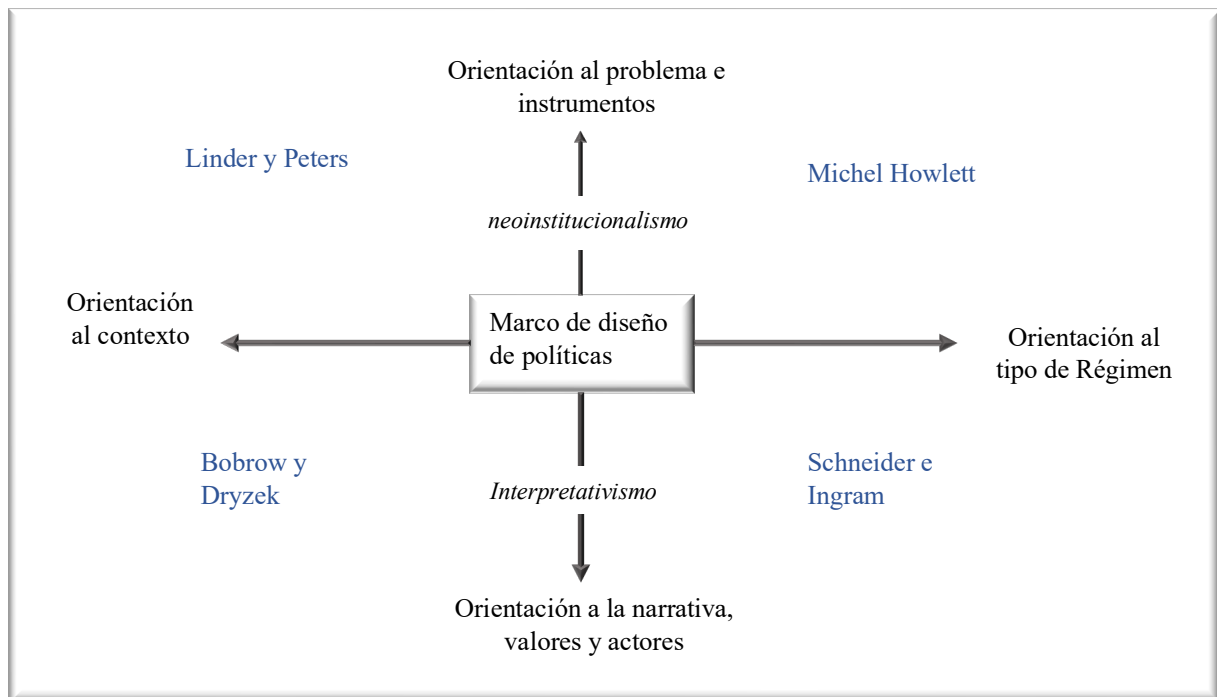 Orientación al problema e
instrumentos
Linder y Peters
Michel Howlett
neoinstitucionalismo
Orientación
al contexto
Marco de diseño
de políticas
Orientación al
tipo de Régimen
Bobrow y
Dryzek
Interpretativismo
Schneider e
Ingram
Orientación a la narrativa,
valores y actores